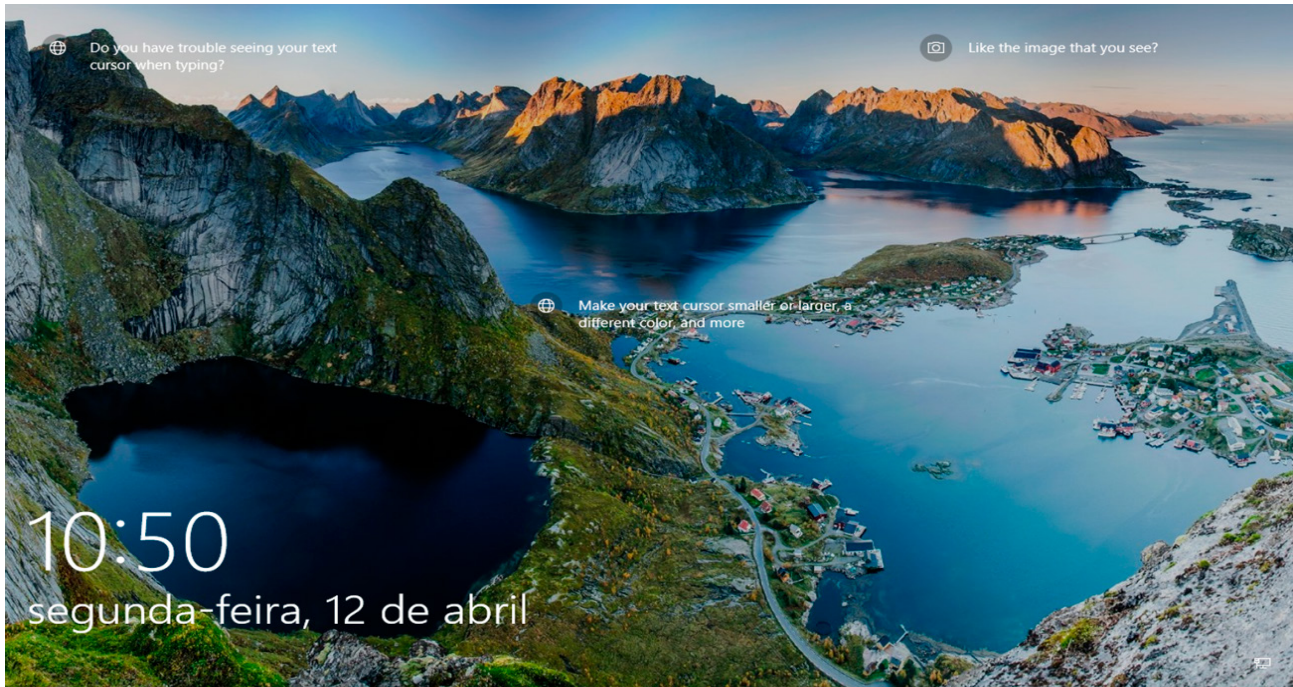 Do you have trouble seeing your text
cursor when typing?
Like the image that you see?
Make your text cursor smaller or larger, a
different color, and more
10:50
segunda-feira, 12 de abril